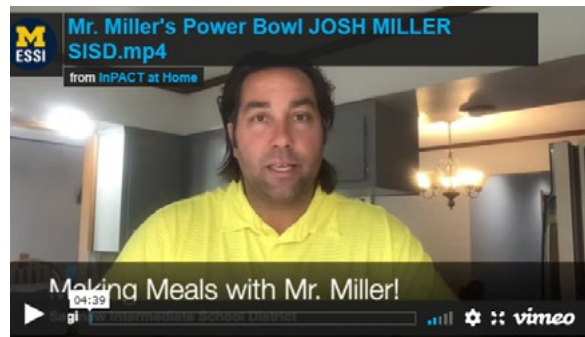 M
ESSI
Mr. Miller's Power Bowl JOSH MILLER
SISD.mp4
from InPACT at Home
Making Meals with Mr. Miller!
04:39
Sagi w Intermediate School District
vimeo